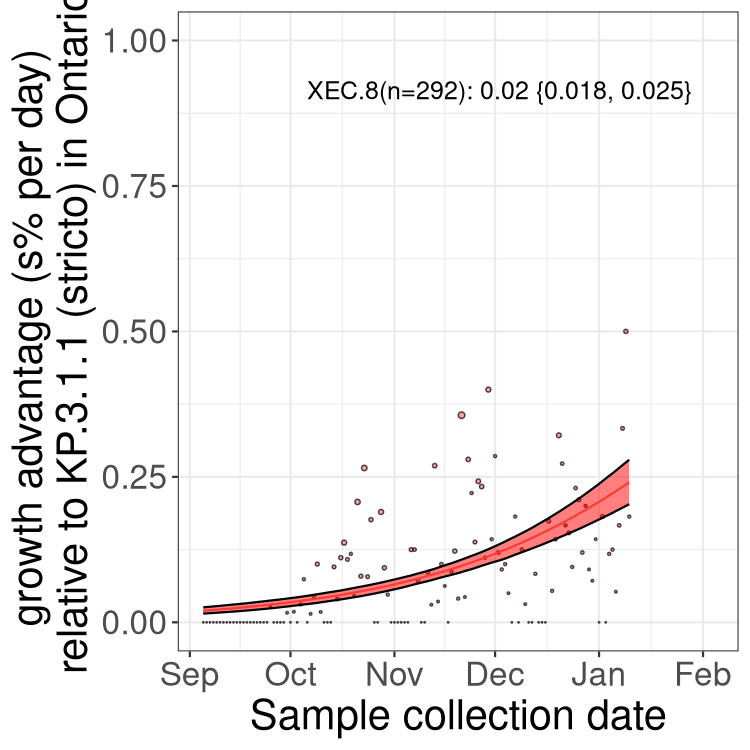 growth advantage (s% per day)
relative to KP.3.1.1 (stricto) in Ontario
1.00
0.75
0.50
0.25
0.00
XEC.8(n=292): 0.02 {0.018, 0.025}
Sep Oct Nov Dec Jan Feb
Sample collection date